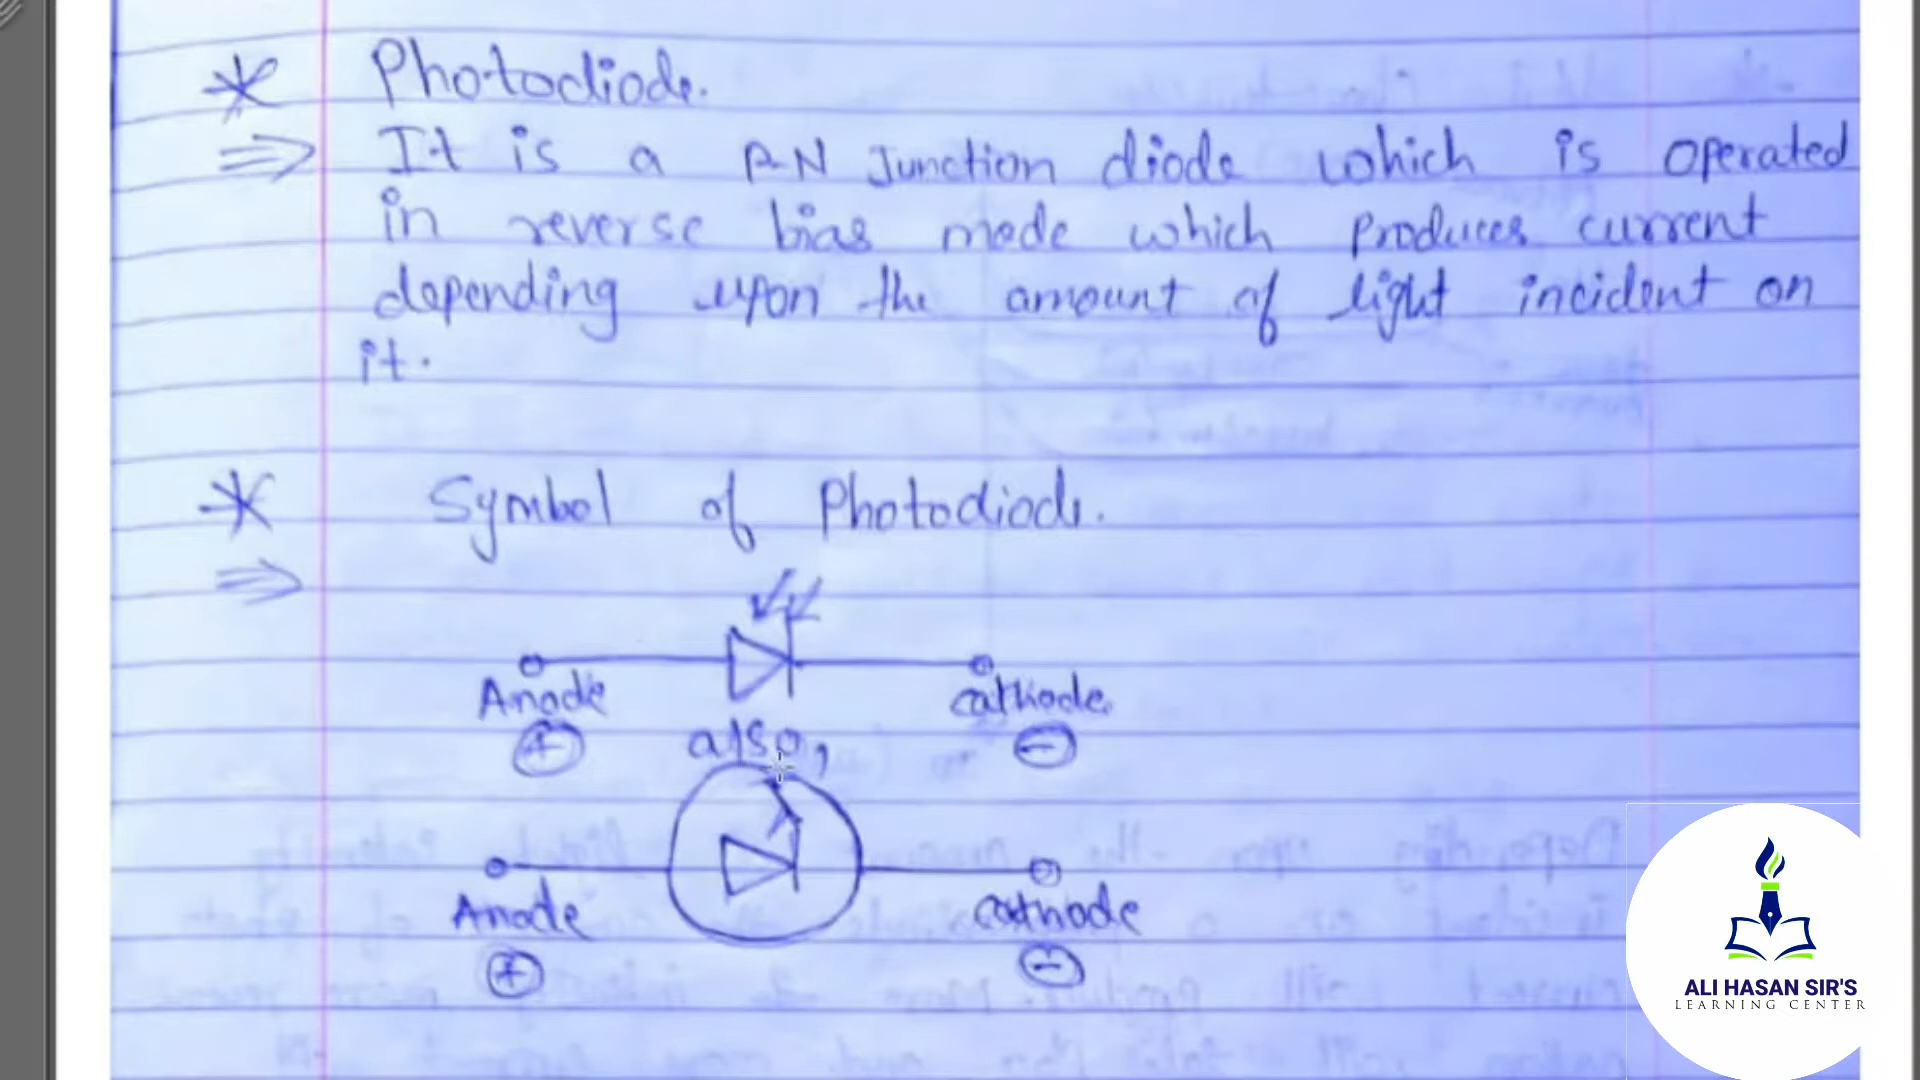 * Photodiode.
⇒ It is a P-N Junction diode which is operated
in reverse bias mode which produces current
depending upon the amount of light incident on
it.
* Symbol of Photodiode.
⇒
Anode cathode
+ −
also,
Anode cathode
+ −
ALI HASAN SIR'S
LEARNING CENTER